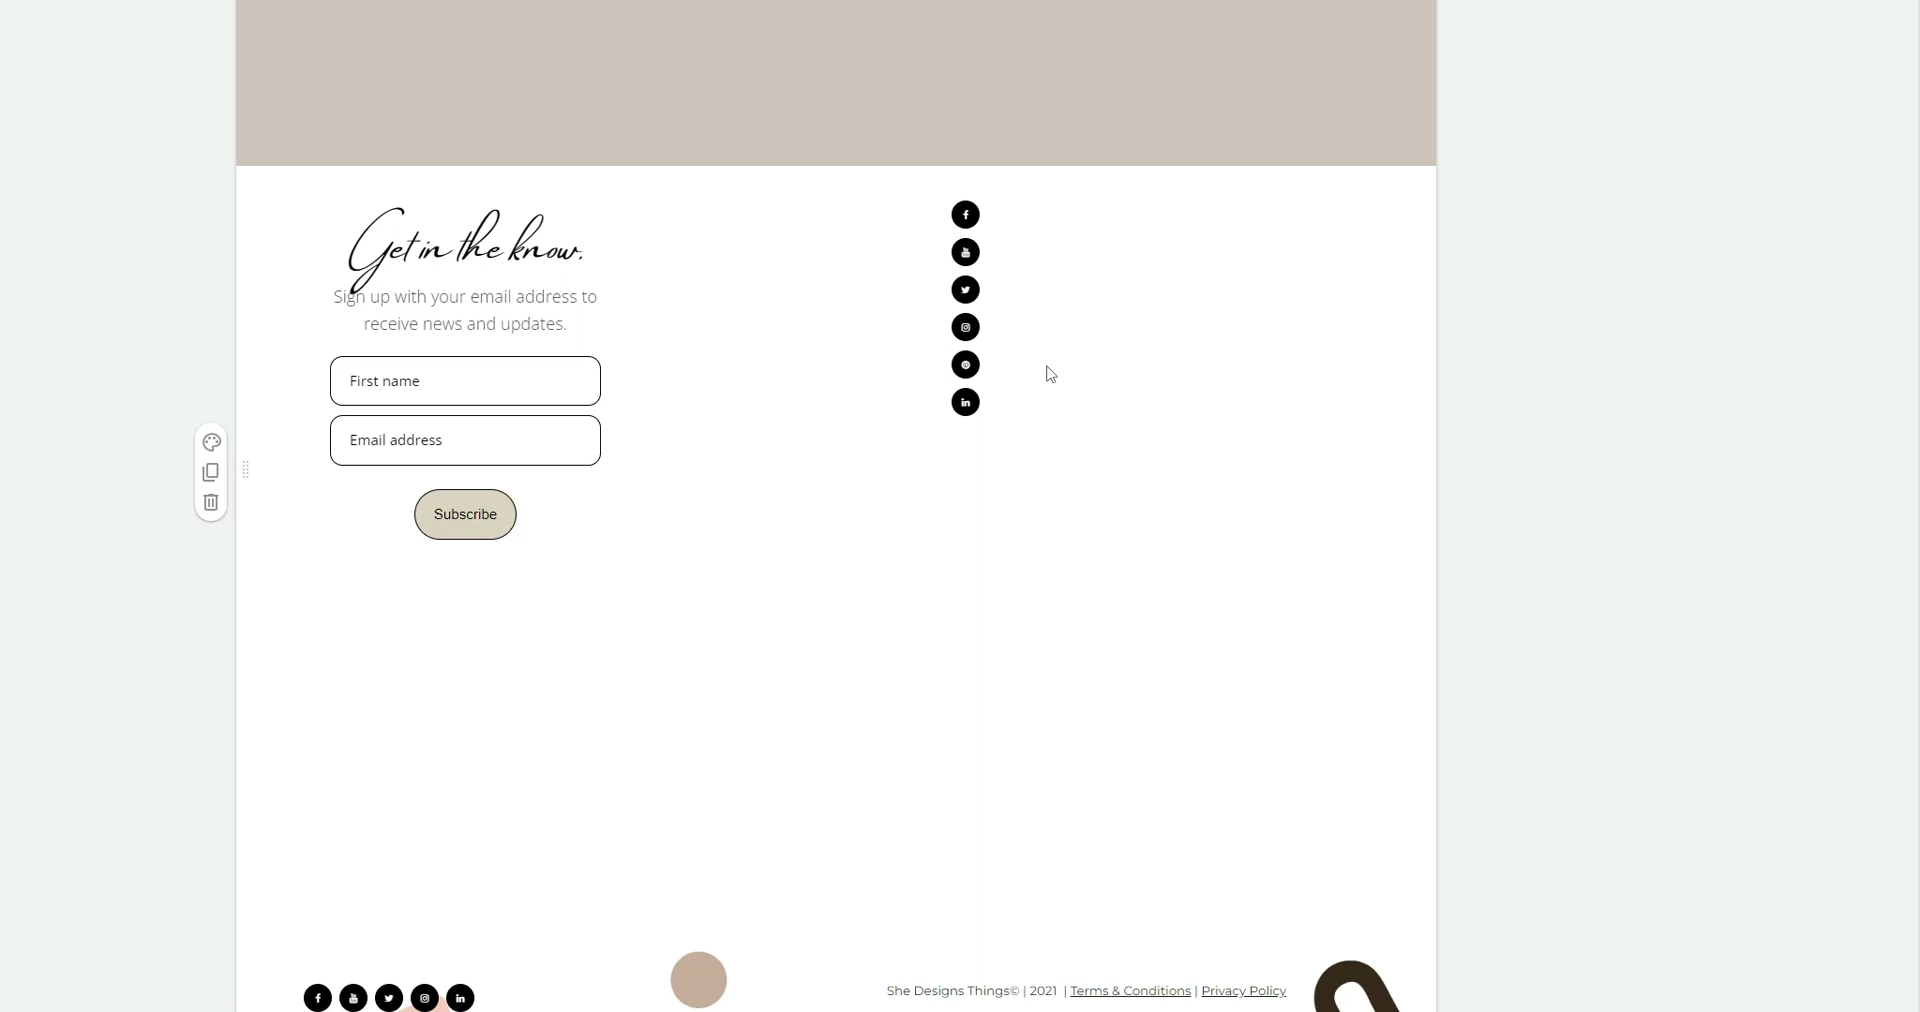 Get in the know.
Sign up with your email address to
receive news and updates.
First name
Email address
Subscribe
She Designs Things© | 2021 | Terms & Conditions | Privacy Policy